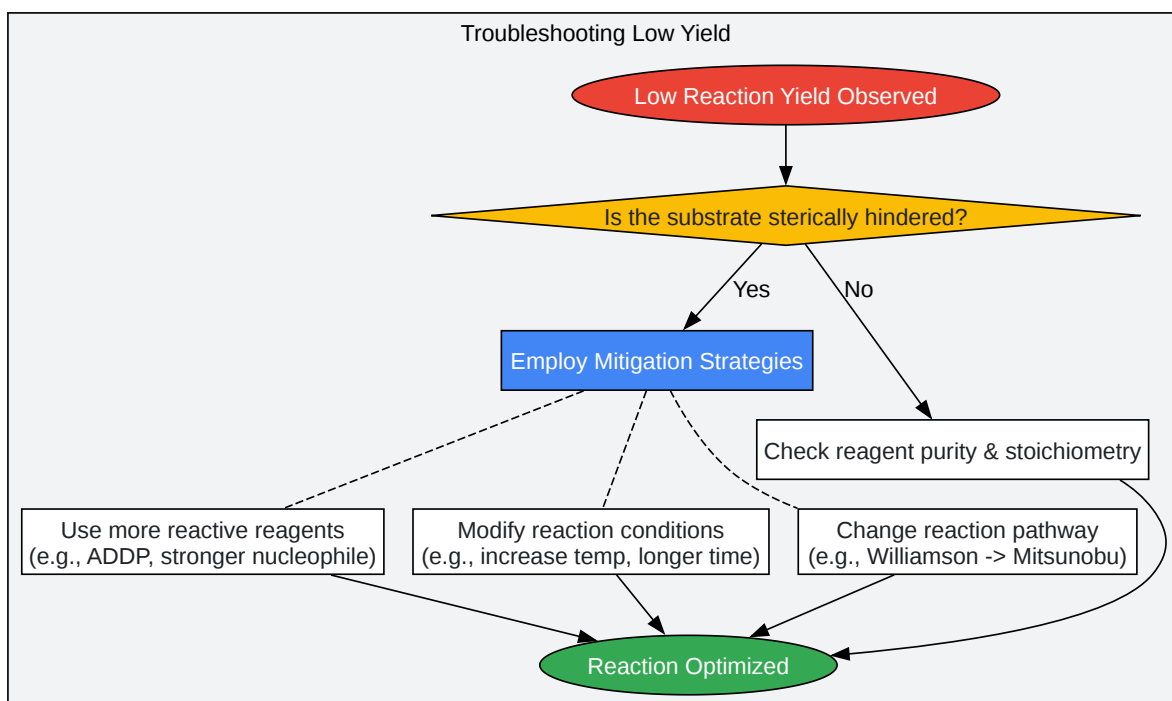 Troubleshooting Low Yield
Low Reaction Yield Observed
Is the substrate sterically hindered?
Yes
No
Employ Mitigation Strategies
Check reagent purity & stoichiometry
Use more reactive reagents
(e.g., ADDP, stronger nucleophile)
Modify reaction conditions
(e.g., increase temp, longer time)
Change reaction pathway
(e.g., Williamson -> Mitsunobu)
Reaction Optimized